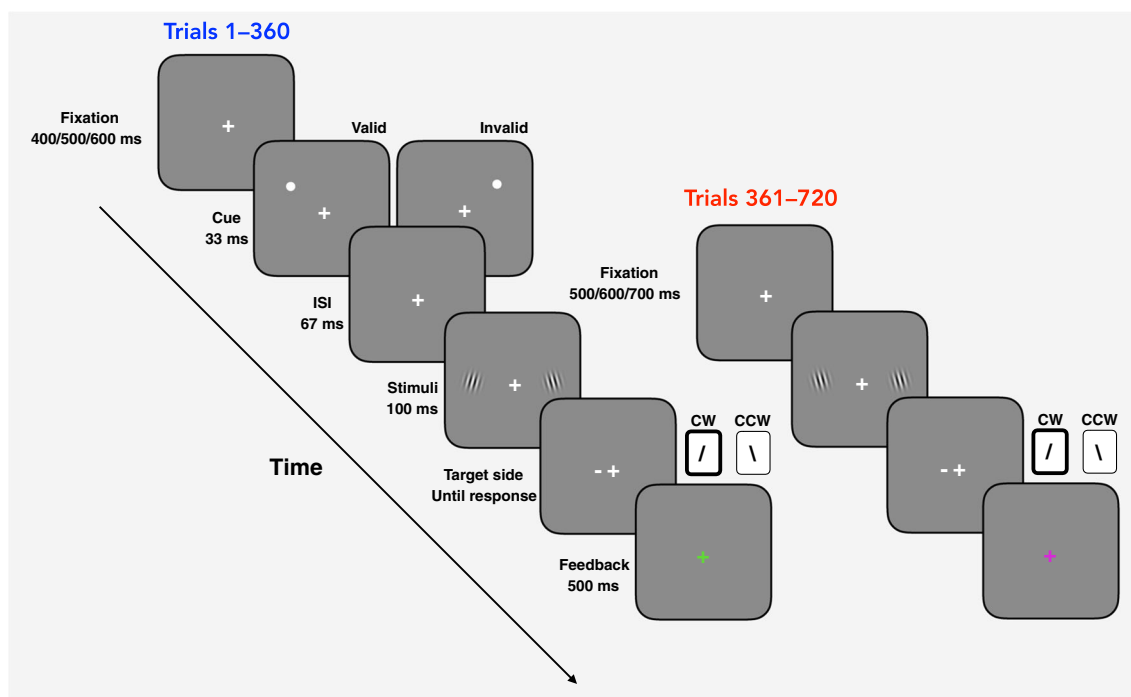 Trials 1–360
Fixation
400/500/600 ms
Valid
Invalid
Cue
33 ms
ISI
67 ms
Stimuli
100 ms
CW
CCW
/
\
Target side
Until response
- +
Feedback
500 ms
Time
Trials 361–720
Fixation
500/600/700 ms
CW
CCW
/
\
- +